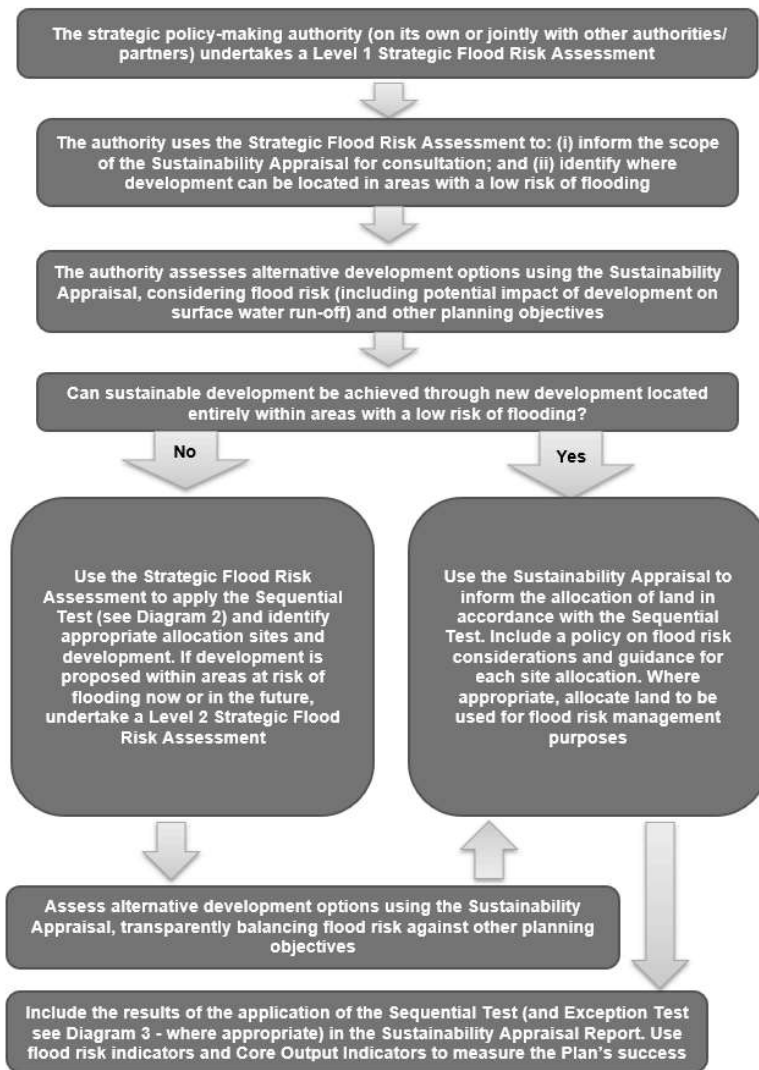 The strategic policy-making authority (on its own or jointly with other authorities/
partners) undertakes a Level 1 Strategic Flood Risk Assessment
The authority uses the Strategic Flood Risk Assessment to: (i) inform the scope
of the Sustainability Appraisal for consultation; and (ii) identify where
development can be located in areas with a low risk of flooding
The authority assesses alternative development options using the Sustainability
Appraisal, considering flood risk (including potential impact of development on
surface water run-off) and other planning objectives
Can sustainable development be achieved through new development located
entirely within areas with a low risk of flooding?
No
Yes
Use the Strategic Flood Risk
Assessment to apply the Sequential
Test (see Diagram 2) and identify
appropriate allocation sites and
development. If development is
proposed within areas at risk of
flooding now or in the future,
undertake a Level 2 Strategic Flood
Risk Assessment
Use the Sustainability Appraisal to
inform the allocation of land in
accordance with the Sequential
Test. Include a policy on flood risk
considerations and guidance for
each site allocation. Where
appropriate, allocate land to be
used for flood risk management
purposes
Assess alternative development options using the Sustainability
Appraisal, transparently balancing flood risk against other planning
objectives
Include the results of the application of the Sequential Test (and Exception Test
see Diagram 3 - where appropriate) in the Sustainability Appraisal Report. Use
flood risk indicators and Core Output Indicators to measure the Plan's success